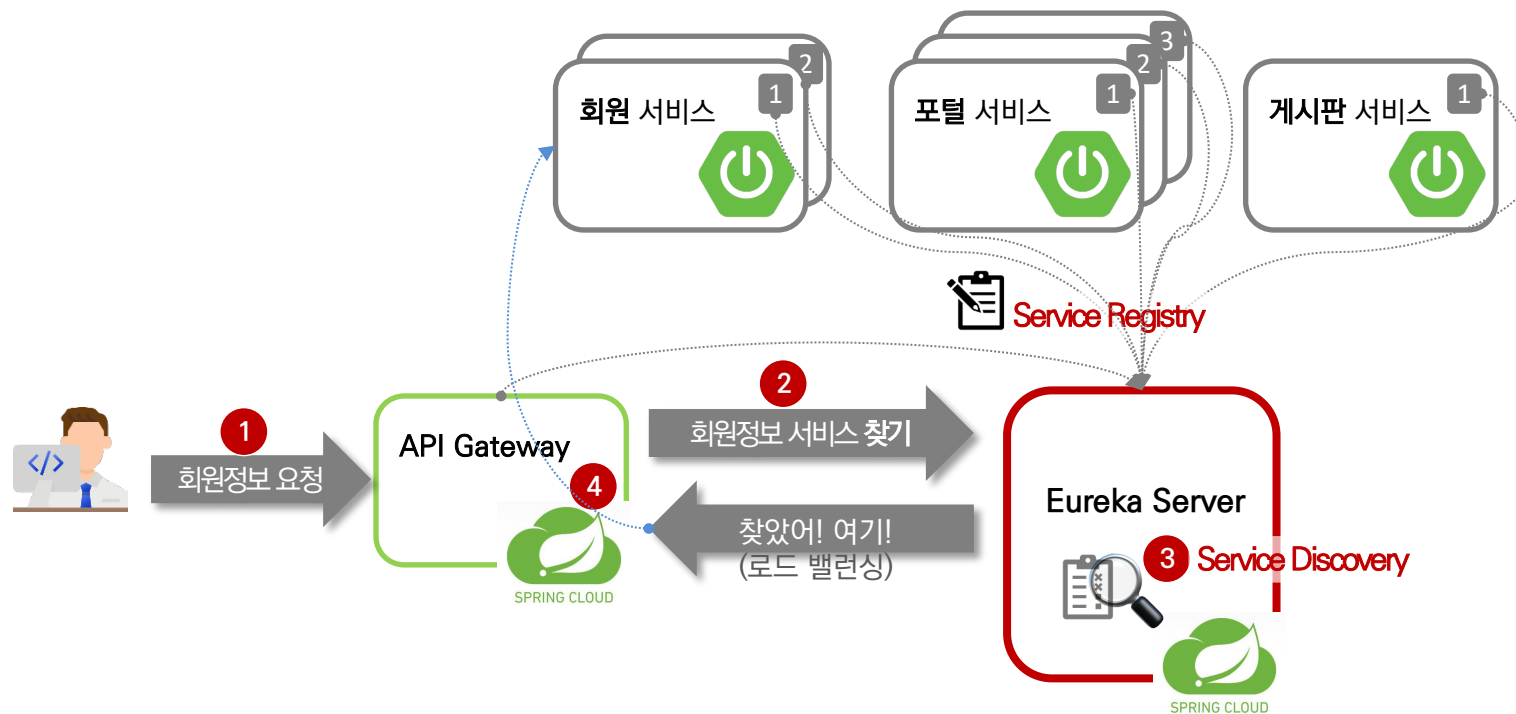 회원 서비스
1
2
포털 서비스
1
2
3
게시판 서비스
1
Service Registry
1
회원정보 요청
</>
API Gateway
2
회원정보 서비스 찾기
4
찾았어! 여기!
(로드 밸런싱)
SPRING CLOUD
Eureka Server
3
Service Discovery
SPRING CLOUD